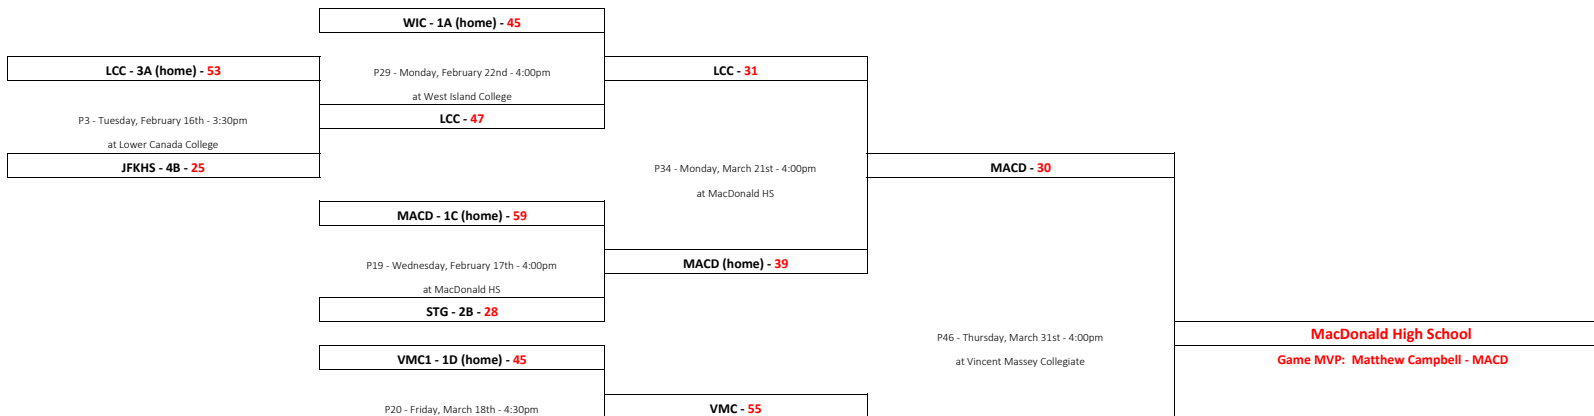 WIC - 1A (home) - 45
LCC - 3A (home) - 53
P29 - Monday, February 22nd - 4:00pm
LCC - 31
at West Island College
P3 - Tuesday, February 16th - 3:30pm
LCC - 47
at Lower Canada College
JFKHS - 4B - 25
P34 - Monday, March 21st - 4:00pm
MACD - 30
at MacDonald HS
MACD - 1C (home) - 59
P19 - Wednesday, February 17th - 4:00pm
MACD (home) - 39
at MacDonald HS
STG - 2B - 28
P46 - Thursday, March 31st - 4:00pm
MacDonald High School
VMC1 - 1D (home) - 45
at Vincent Massey Collegiate
Game MVP: Matthew Campbell - MACD
P20 - Friday, March 18th - 4:30pm
VMC - 55